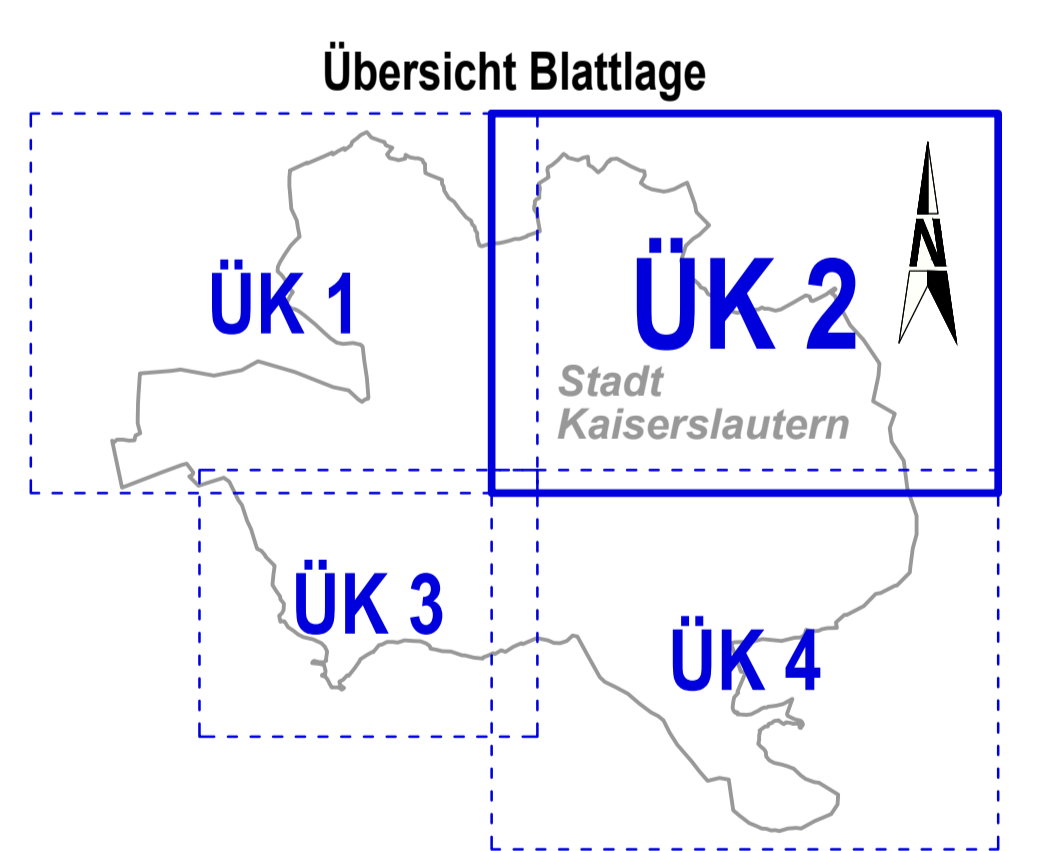 Übersicht Blattlage
ÜK 1
ÜK 2
N
Stadt
Kaiserslautern
ÜK 3
ÜK 4